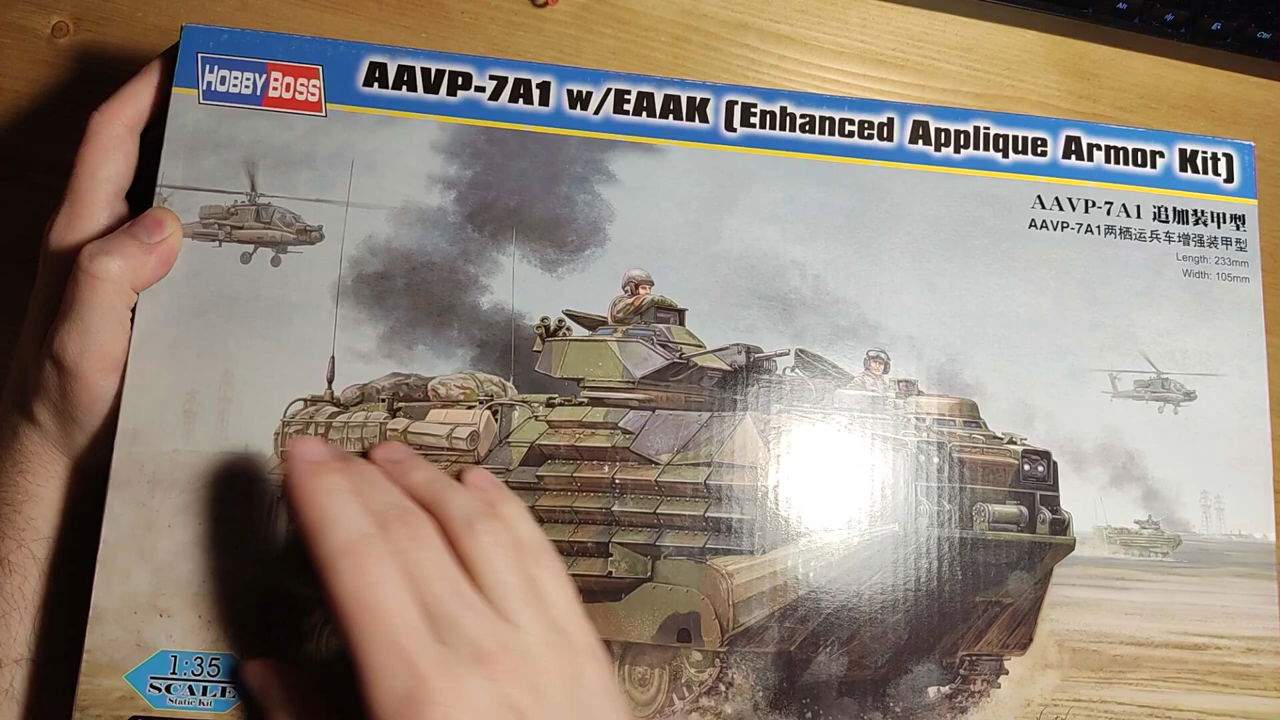 HOBBY BOSS
AAVP-7A1 w/EAAK (Enhanced Applique Armor Kit)
AAVP-7A1 追加装甲型
AAVP-7A1两栖运兵车增强装甲型
Length: 233mm
Width: 105mm
1:35
SCALE
Static Kit
Alt
Ctrl